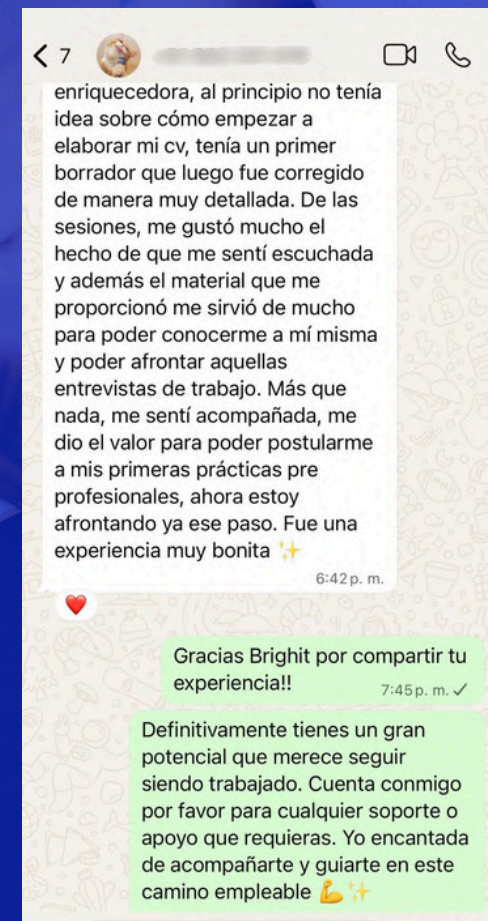 7
enriquecedora, al principio no tenía
idea sobre cómo empezar a
elaborar mi cv, tenía un primer
borrador que luego fue corregido
de manera muy detallada. De las
sesiones, me gustó mucho el
hecho de que me sentí escuchada
y además el material que me
proporcionó me sirvió de mucho
para poder conocerme a mí misma
y poder afrontar aquellas
entrevistas de trabajo. Más que
nada, me sentí acompañada, me
dio el valor para poder postularme
a mis primeras prácticas pre
profesionales, ahora estoy
afrontando ya ese paso. Fue una
experiencia muy bonita ✨
6:42 p. m.
❤️
Gracias Brighit por compartir tu
experiencia!!
7:45 p. m. ✓
Definitivamente tienes un gran
potencial que merece seguir
siendo trabajado. Cuenta conmigo
por favor para cualquier soporte o
apoyo que requieras. Yo encantada
de acompañarte y guiarte en este
camino empleable 💪✨